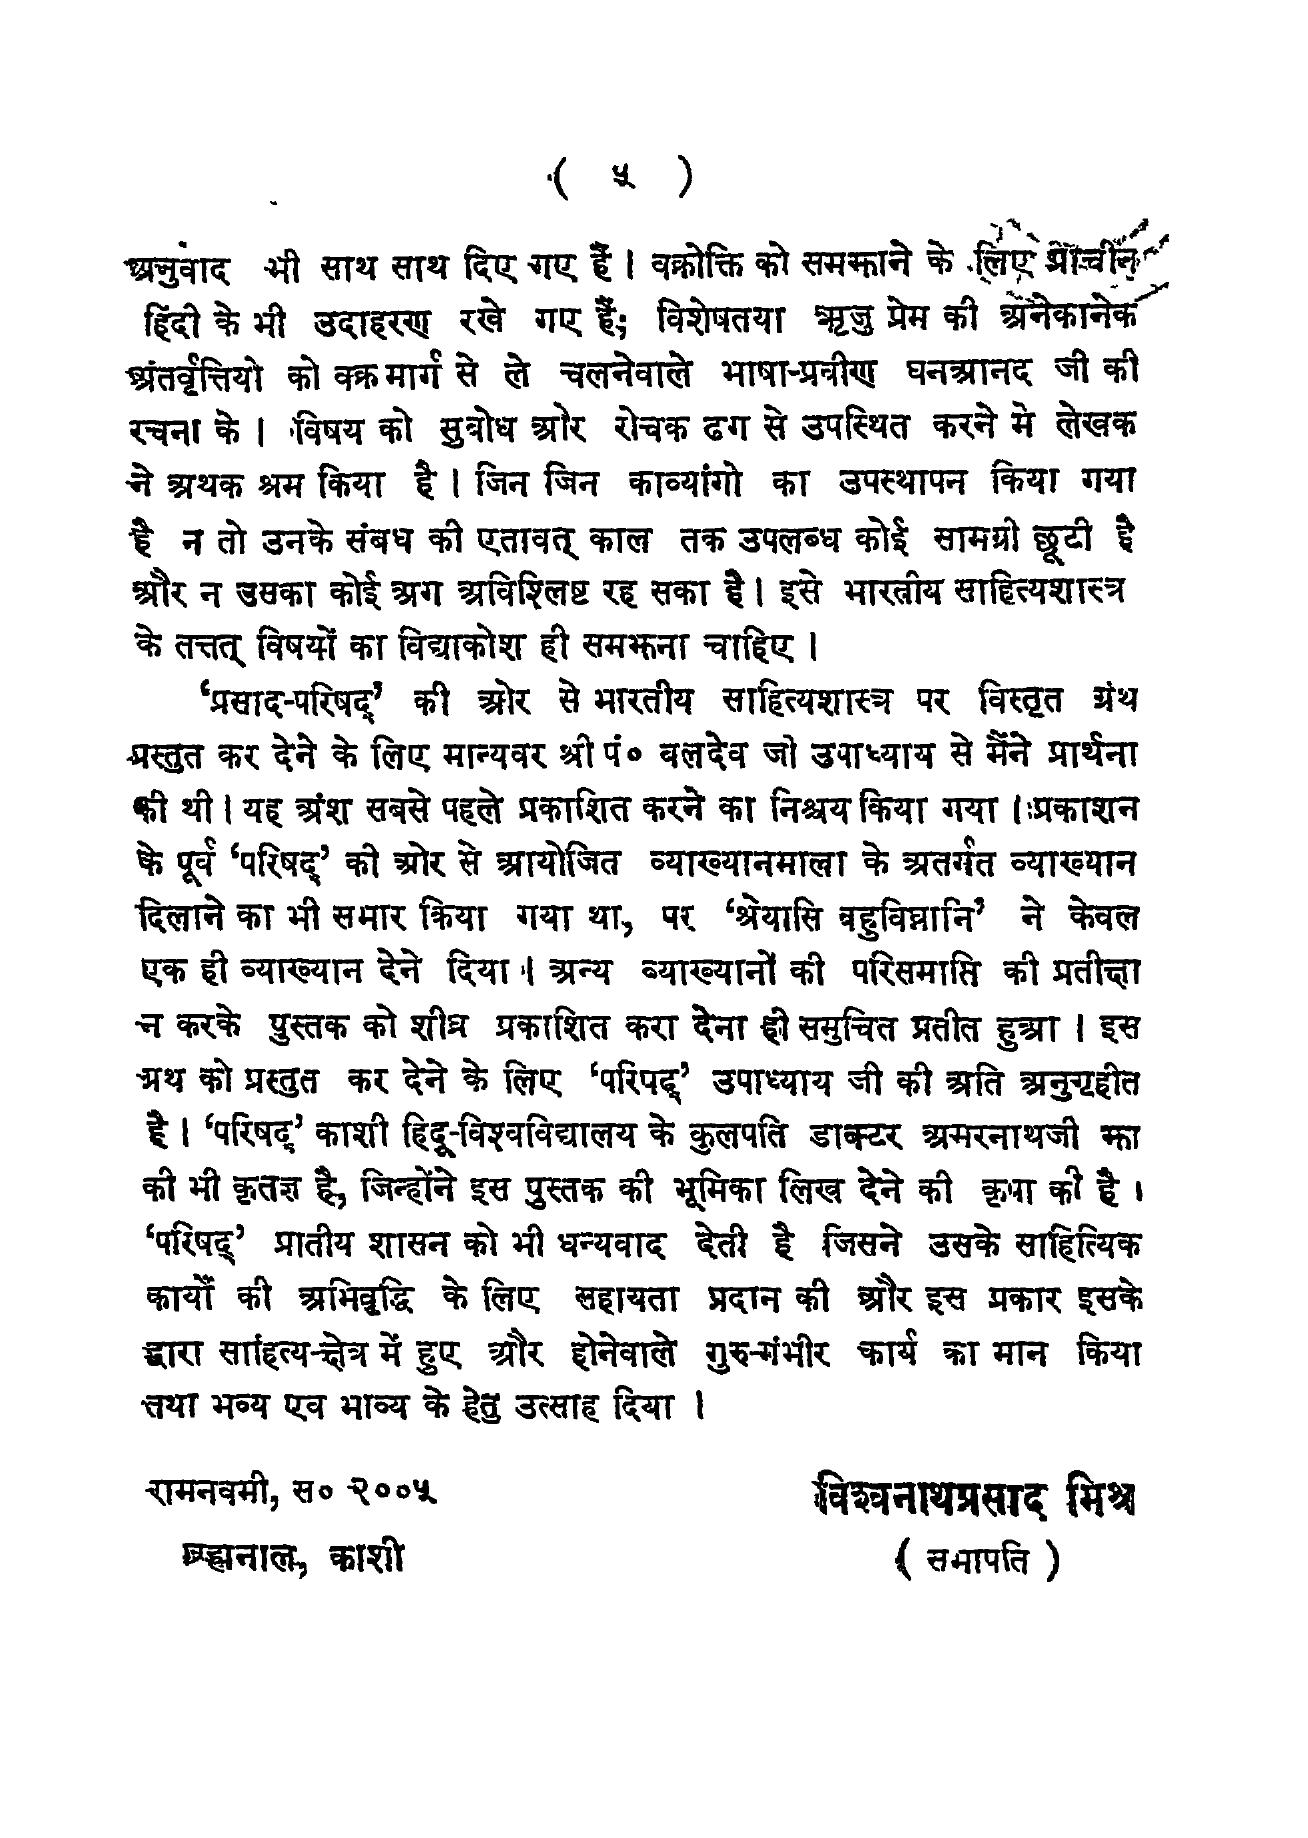 ( ५ )
अनुवाद भी साथ साथ दिए गए हैं । वक्रोक्ति को समझाने के लिए प्राचीन
हिंदी के भी उदाहरण रखे गए हैं; विशेषतया ऋजु प्रेम की अनेकानेक
अंतर्वृत्तियो को वक्र मार्ग से ले चलनेवाले भाषा-प्रवीण घनआनद जी की
रचना के । विषय को सुबोध और रोचक ढग से उपस्थित करने मे लेखक
ने अथक श्रम किया है । जिन जिन काव्यांगो का उपस्थापन किया गया
है न तो उनके संबध की एतावत् काल तक उपलब्ध कोई सामग्री छूटी है
और न उसका कोई अग अविश्लिष्ट रह सका है । इसे भारतीय साहित्यशास्त्र
के तत्तत् विषयों का विद्याकोश ही समझना चाहिए ।
‘प्रसाद-परिषद्’ की ओर से भारतीय साहित्यशास्त्र पर विस्तृत ग्रंथ
प्रस्तुत कर देने के लिए मान्यवर श्री पं० बलदेव जो उपाध्याय से मैंने प्रार्थना
की थी । यह अंश सबसे पहले प्रकाशित करने का निश्चय किया गया । प्रकाशन
के पूर्व ‘परिषद्’ की ओर से आयोजित व्याख्यानमाला के अतर्गत व्याख्यान
दिलाने का भी समार किया गया था, पर ‘श्रेयासि बहुविघ्नानि’ ने केवल
एक ही व्याख्यान देने दिया । अन्य व्याख्यानों की परिसमाप्ति की प्रतीक्षा
न करके पुस्तक को शीघ्र प्रकाशित करा देना ही समुचित प्रतीत हुआ । इस
ग्रथ को प्रस्तुत कर देने के लिए ‘परिषद्’ उपाध्याय जी की अति अनुगृहीत
है । ‘परिषद्’ काशी हिदू-विश्वविद्यालय के कुलपति डाक्टर अमरनाथजी झा
की भी कृतज्ञ है, जिन्होंने इस पुस्तक की भूमिका लिख देने की कृपा की है ।
‘परिषद्’ प्रातीय शासन को भी धन्यवाद देती है जिसने उसके साहित्यिक
कार्यों की अभिवृद्धि के लिए सहायता प्रदान की और इस प्रकार इसके
द्वारा साहित्य-क्षेत्र में हुए और होनेवाले गुरु-गंभीर कार्य का मान किया
तथा भव्य एव भाव्य के हेतु उत्साह दिया ।
रामनवमी, स० २००५ विश्वनाथप्रसाद मिश्र
ब्रह्मनाल, काशी ( सभापति )